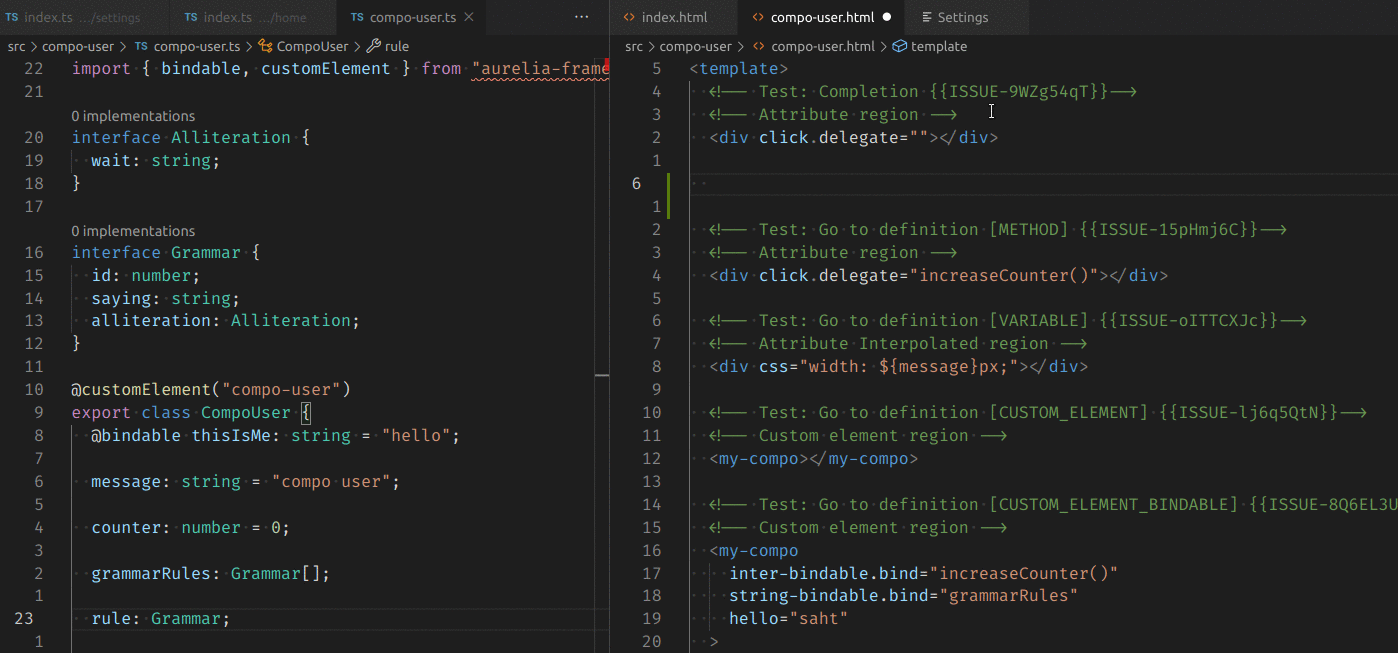 TS index.ts .../settings TS index.ts .../home TS compo-user.ts × ···
src > compo-user > TS compo-user.ts > CompoUser > rule
22 import { bindable, customElement } from "aurelia-frame
21
0 implementations
20 interface Alliteration {
19 wait: string;
18 }
17
0 implementations
16 interface Grammar {
15 id: number;
14 saying: string;
13 alliteration: Alliteration;
12 }
11
10 @customElement("compo-user")
9 export class CompoUser {
8 @bindable thisIsMe: string = "hello";
7
6 message: string = "compo user";
5
4 counter: number = 0;
3
2 grammarRules: Grammar[];
1
23 rule: Grammar;
1
<> index.html <> compo-user.html ● Settings
src > compo-user > <> compo-user.html > template
5 <template>
4 <!-- Test: Completion {{ISSUE-9WZg54qT}}-->
3 <!-- Attribute region -->
2 <div click.delegate=""></div>
1
6
1
2 <!-- Test: Go to definition [METHOD] {{ISSUE-15pHmj6C}}-->
3 <!-- Attribute region -->
4 <div click.delegate="increaseCounter()"></div>
5
6 <!-- Test: Go to definition [VARIABLE] {{ISSUE-oITTCXJc}}-->
7 <!-- Attribute Interpolated region -->
8 <div css="width: ${message}px;"></div>
9
10 <!-- Test: Go to definition [CUSTOM_ELEMENT] {{ISSUE-lj6q5QtN}}-->
11 <!-- Custom element region -->
12 <my-compo></my-compo>
13
14 <!-- Test: Go to definition [CUSTOM_ELEMENT_BINDABLE] {{ISSUE-8Q6EL3U
15 <!-- Custom element region -->
16 <my-compo
17 inter-bindable.bind="increaseCounter()"
18 string-bindable.bind="grammarRules"
19 hello="saht"
20 >